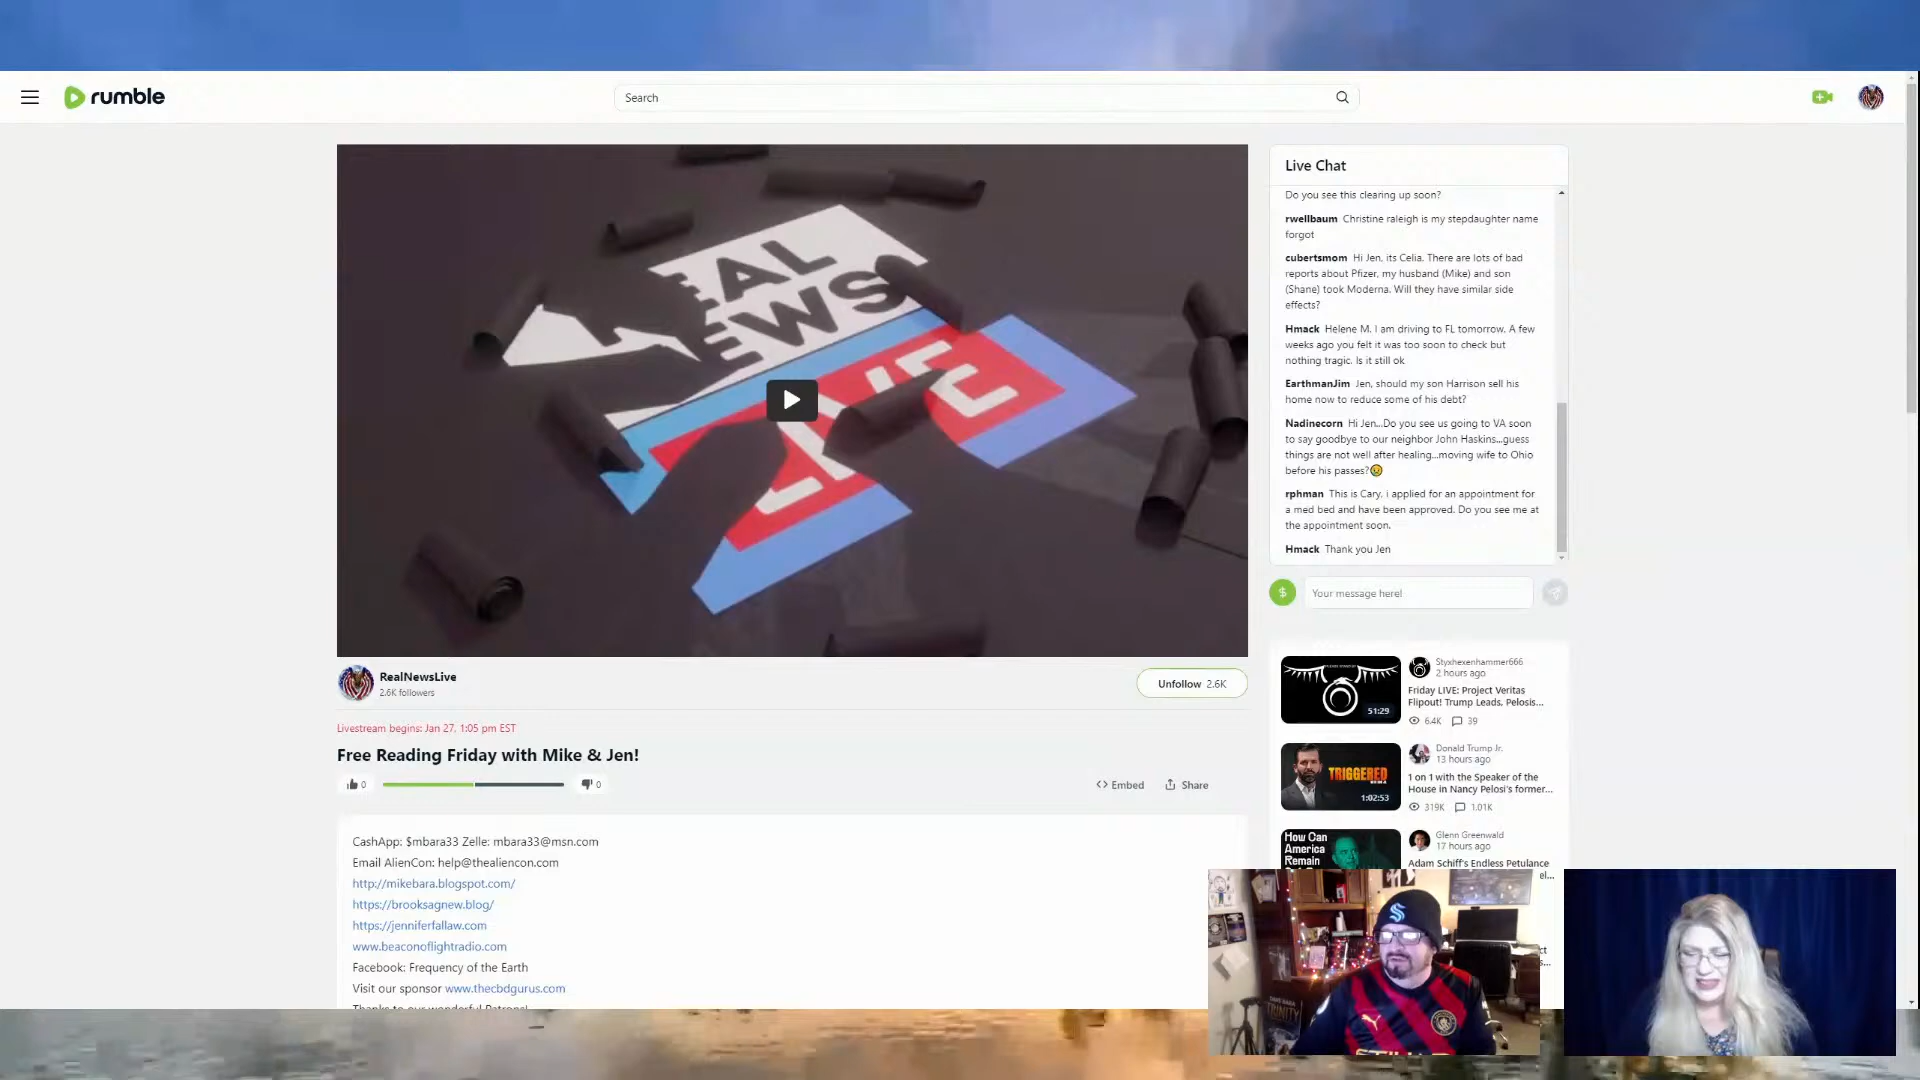 rumble
Search
Live Chat
Do you see this clearing up soon?
rwellbaum Christine raleigh is my stepdaughter name
forgot
cubertsmom Hi Jen, its Celia. There are lots of bad
reports about Pfizer, my husband (Mike) and son
(Shane) took Moderna. Will they have similar side
effects?
Hmack Helene M. I am driving to FL tomorrow. A few
weeks ago you felt it was too soon to check but
nothing tragic. Is it still ok
EarthmanJim Jen, should my son Harrison sell his
home now to reduce some of his debt?
Nadinecorn Hi Jen...Do you see us going to VA soon
to say goodbye to our neighbor John Haskins...guess
things are not well after healing...moving wife to Ohio
before his passes?😢
rphman This is Cary. i applied for an appointment for
a med bed and have been approved. Do you see me at
the appointment soon.
Hmack Thank you Jen
$
Your message here!
RealNewsLive
2.6K followers
Unfollow 2.6K
Livestream begins: Jan 27, 1:05 pm EST
Free Reading Friday with Mike & Jen!
0
0
Embed
Share
CashApp: $mbara33 Zelle: mbara33@msn.com
Email AlienCon: help@thealiencon.com
http://mikebara.blogspot.com/
https://brooksagnew.blog/
https://jenniferfallaw.com
www.beaconoflightradio.com
Facebook: Frequency of the Earth
Visit our sponsor www.thecbdgurus.com
Thanks to our wonderful Patrons!
51:29
Styxhexenhammer666
2 hours ago
Friday LIVE: Project Veritas
Flipout! Trump Leads, Pelosis...
6.4K 39
TRIGGERED
1:02:53
Donald Trump Jr.
13 hours ago
1 on 1 with the Speaker of the
House in Nancy Pelosi's former...
319K 1.01K
How Can
America
Remain
Glenn Greenwald
17 hours ago
Adam Schiff's Endless Petulance
el...
TRINITY